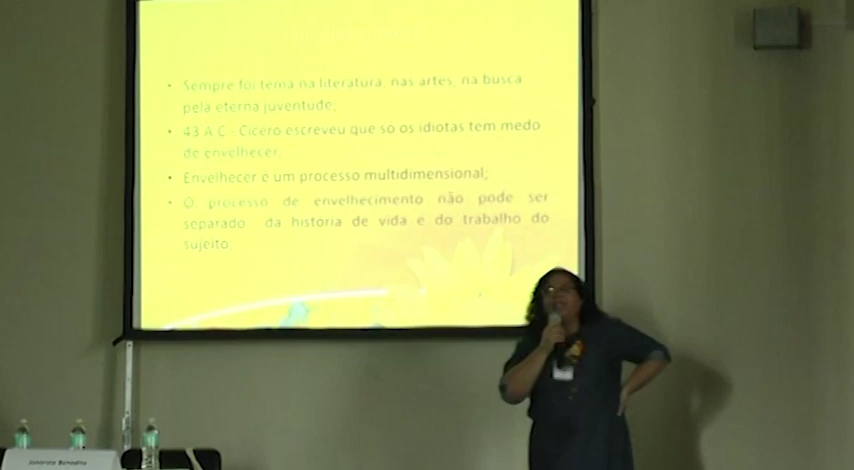 • Sempre foi tema na literatura, nas artes, na busca
pela eterna juventude;
• 43 A C - Cicero escreveu que só os idiotas tem medo
de envelhecer;
• Envelhecer é um processo multidimensional;
• O processo de envelhecimento não pode ser
separado da historia de vida e do trabalho do
sujeito.
Benedito